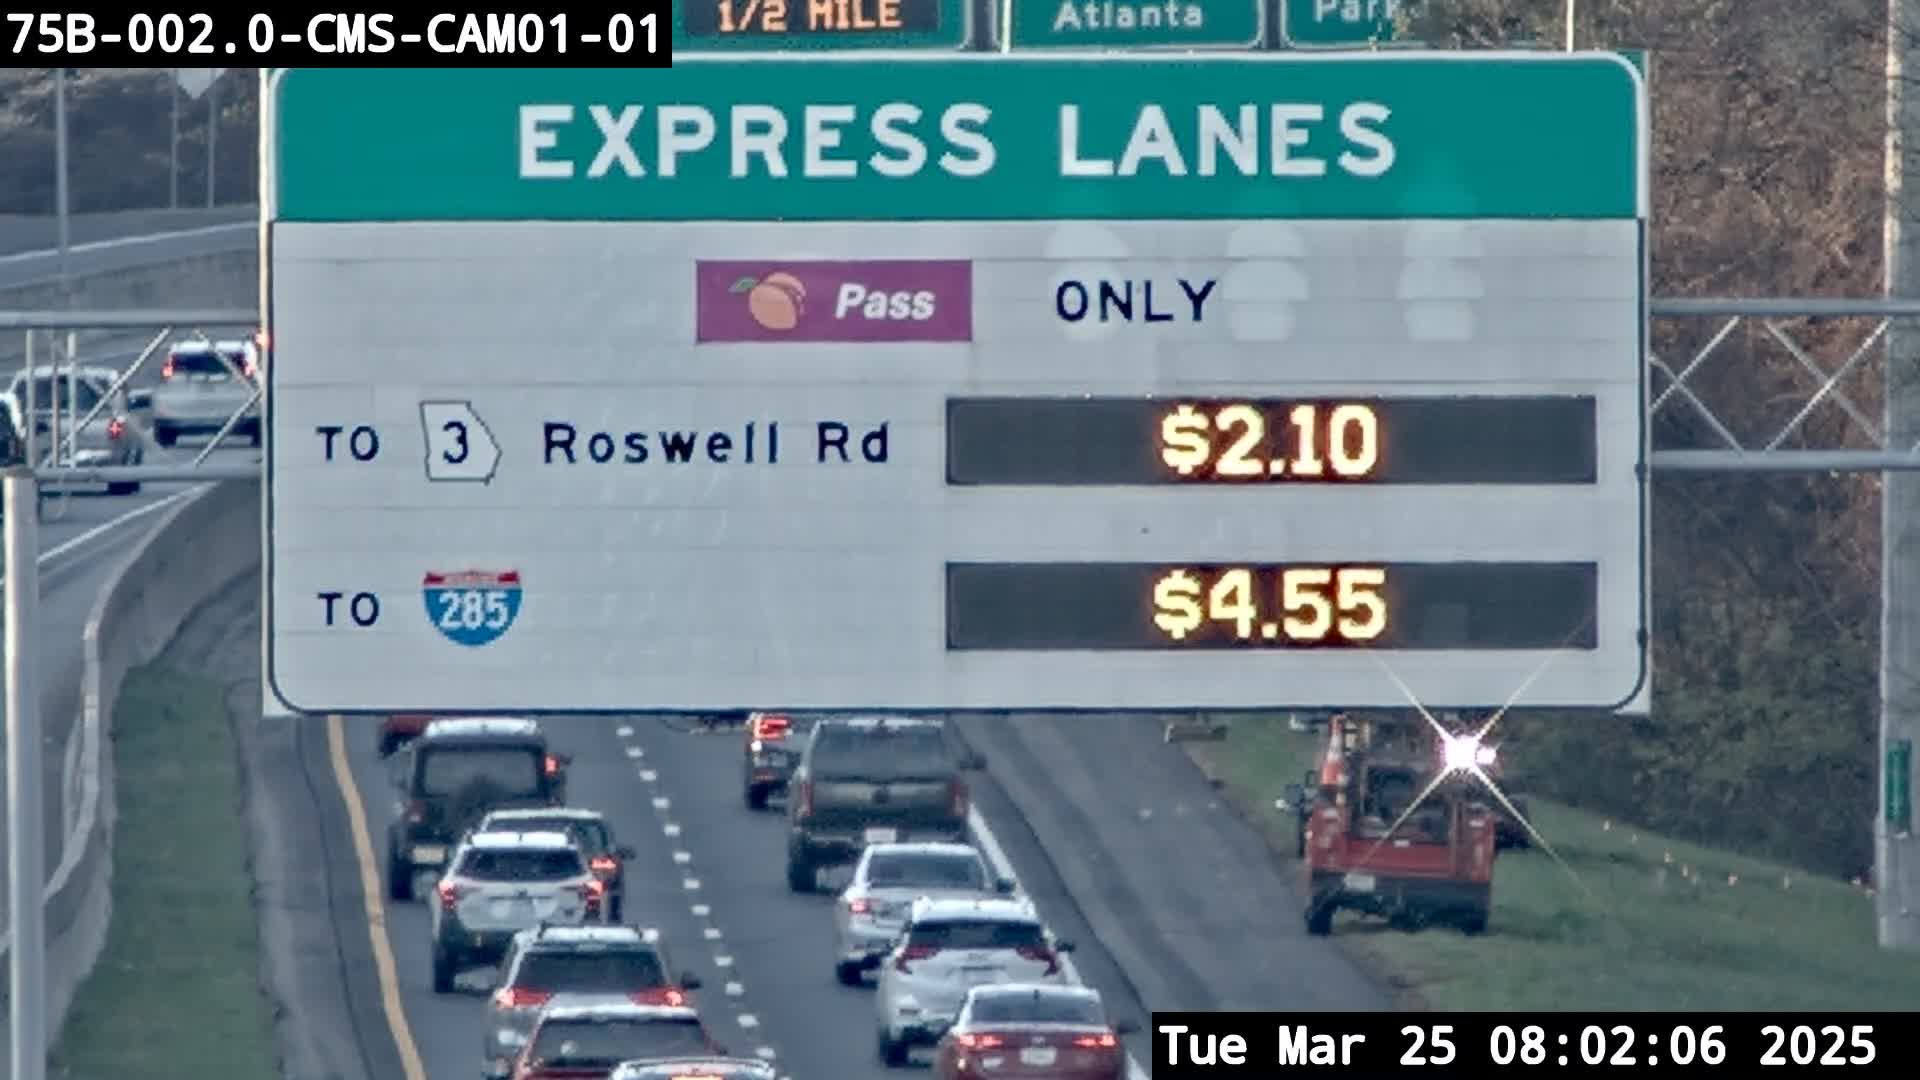 75B-002.0-CMS-CAM01-01
1/2 MILE
Atlanta
Park
EXPRESS LANES
Pass ONLY
TO 3 Roswell Rd $2.10
TO 285 $4.55
Tue Mar 25 08:02:06 2025